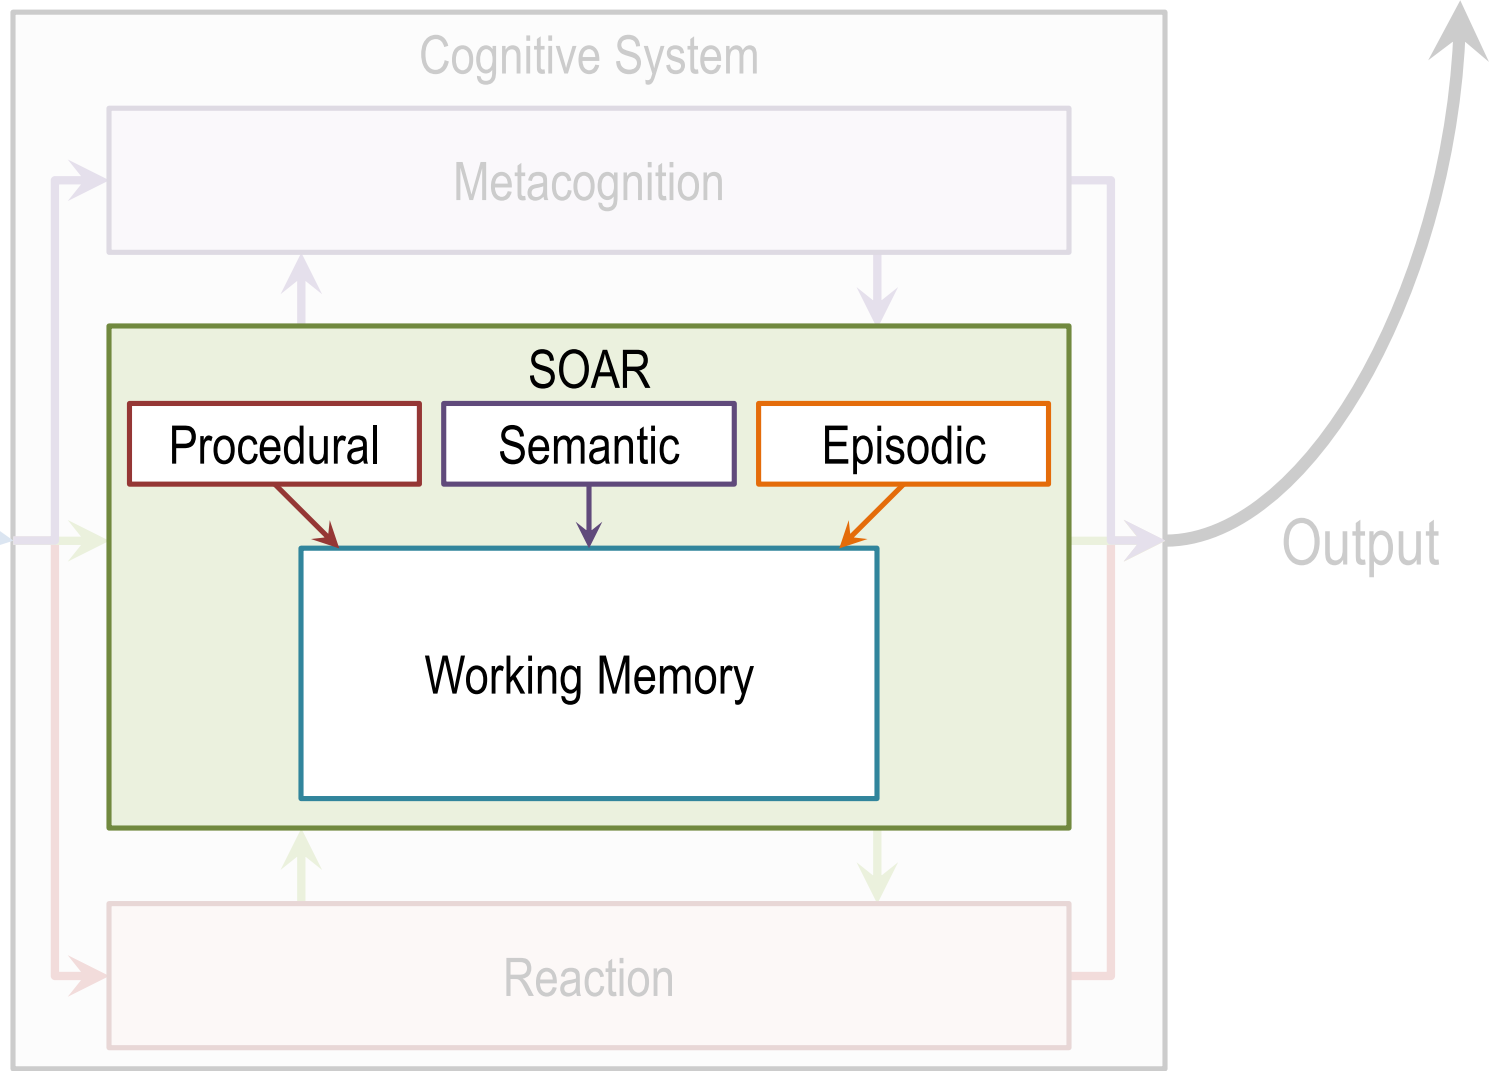 Cognitive System
Metacognition
SOAR
Procedural
Semantic
Episodic
Working Memory
Output
Reaction